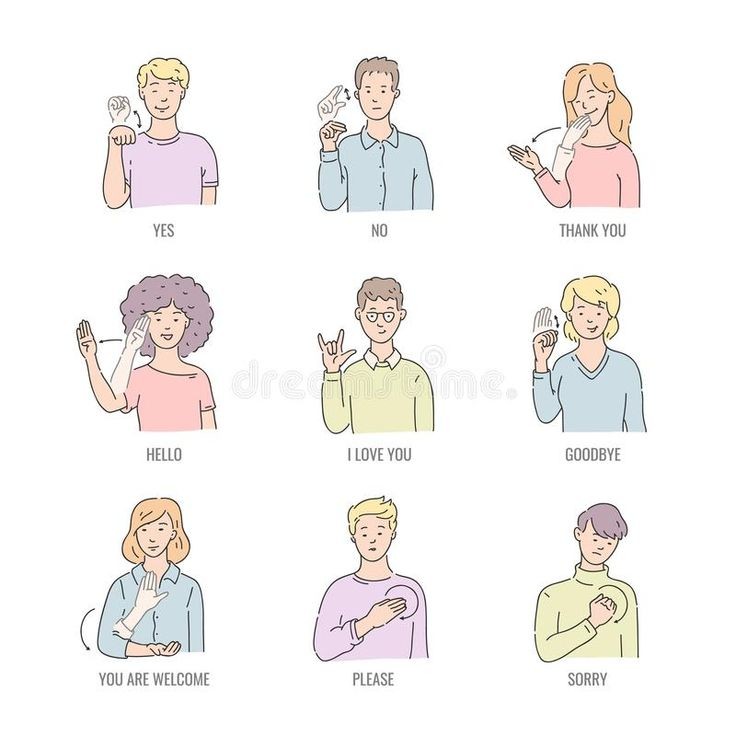 YES
NO
THANK YOU
HELLO
I LOVE YOU
GOODBYE
dreamstime.
YOU ARE WELCOME
PLEASE
SORRY